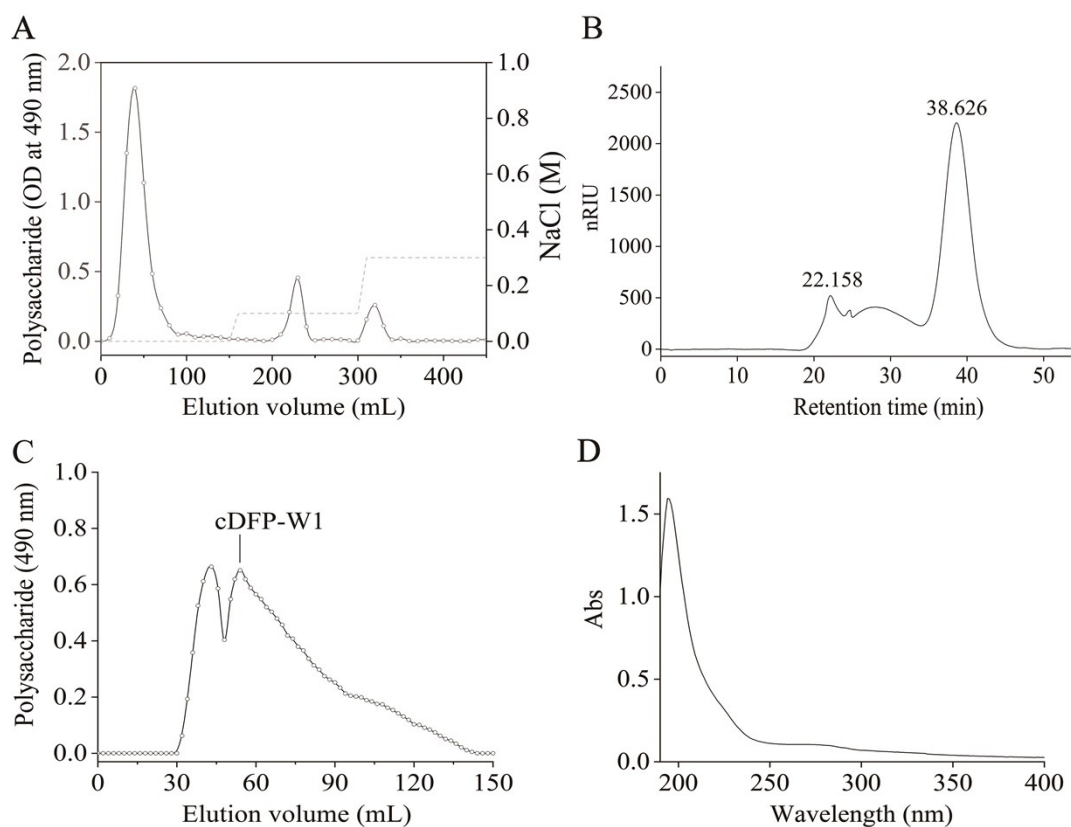 A
Polysaccharide (OD at 490 nm)
2.0
1.5
1.0
0.5
0.0
1.0
0.8
0.6
0.4
0.2
0.0
NaCl (M)
0 100 200 300 400
Elution volume (mL)
B
nRIU
2500
2000
1500
1000
500
0
22.158
38.626
0 10 20 30 40 50
Retention time (min)
C
Polysaccharide (490 nm)
1.0
0.8
0.6
0.4
0.2
0.0
cDFP-W1
0 30 60 90 120 150
Elution volume (mL)
D
Abs
1.5
1.0
0.5
0.0
200 250 300 350 400
Wavelength (nm)